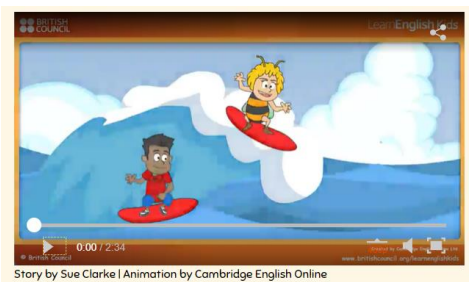 BRITISH
COUNCIL
LearnEnglish Kids
0:00 / 2:34
© British Council
www.britishcouncil.org/learnenglishkids
Story by Sue Clarke | Animation by Cambridge English Online